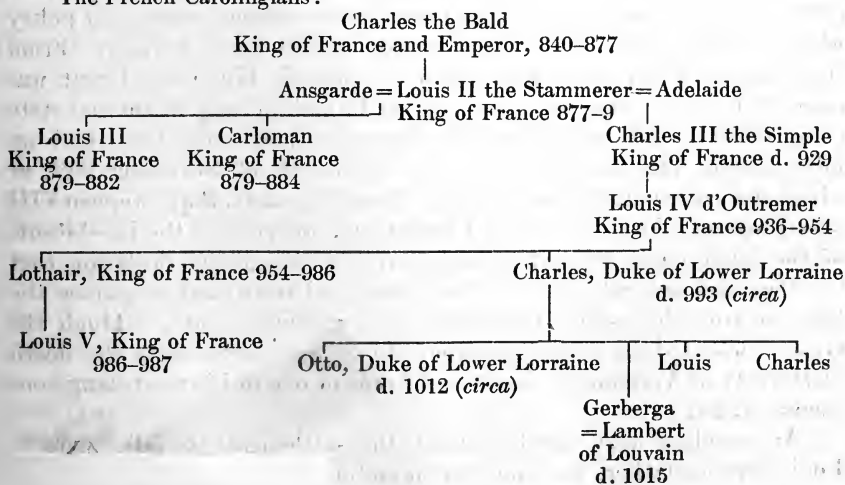 The French Carolingians:
Charles the Bald
King of France and Emperor, 840–877
Ansgarde = Louis II the Stammerer = Adelaide
King of France 877–9
Louis III
King of France
879–882
Carloman
King of France
879–884
Charles III the Simple
King of France d. 929
Louis IV d'Outremer
King of France 936–954
Lothair, King of France 954–986
Charles, Duke of Lower Lorraine
d. 993 (circa)
Louis V, King of France
986–987
Otto, Duke of Lower Lorraine
d. 1012 (circa)
Louis
Charles
Gerberga
= Lambert
of Louvain
d. 1015